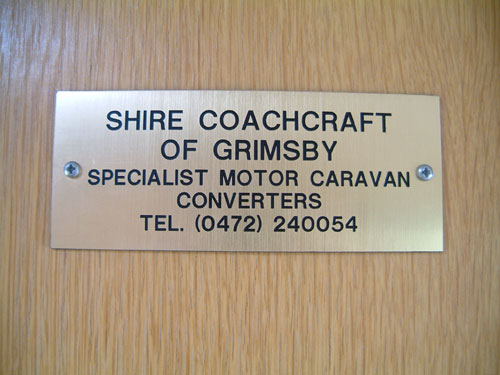 SHIRE COACHCRAFT
OF GRIMSBY
SPECIALIST MOTOR CARAVAN
CONVERTERS
TEL. (0472) 240054